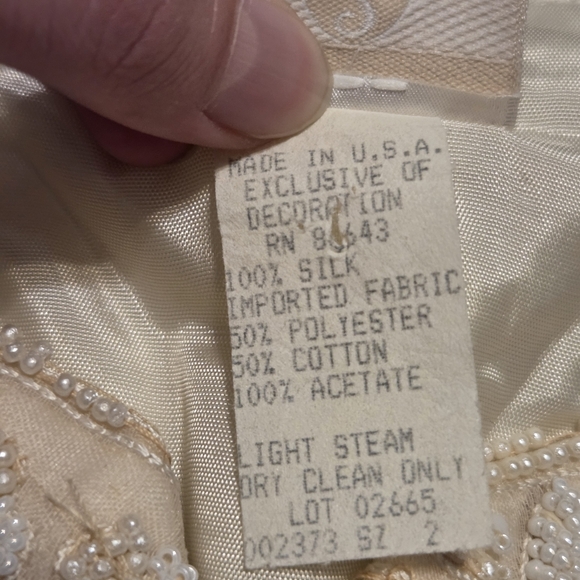 MADE IN U.S.A.
EXCLUSIVE OF
DECORATION
RN
100% SILK
IMPORTED FABRIC
50% POLYESTER
50% COTTON
100% ACETATE
LIGHT STEAM
DRY CLEAN ONLY
LOT 02665
002373 SZ 2